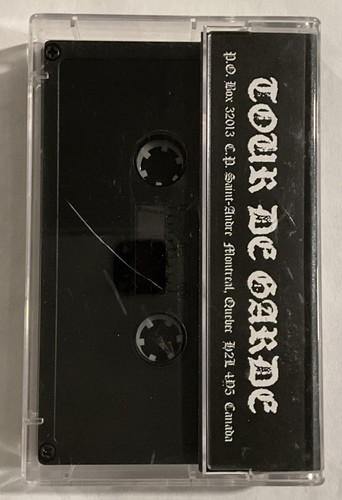 TOUR DE GARDE
P.O. Box 32013 C.P. Saint-Andre Montreal, Quebec H2L 4Y5 Canada